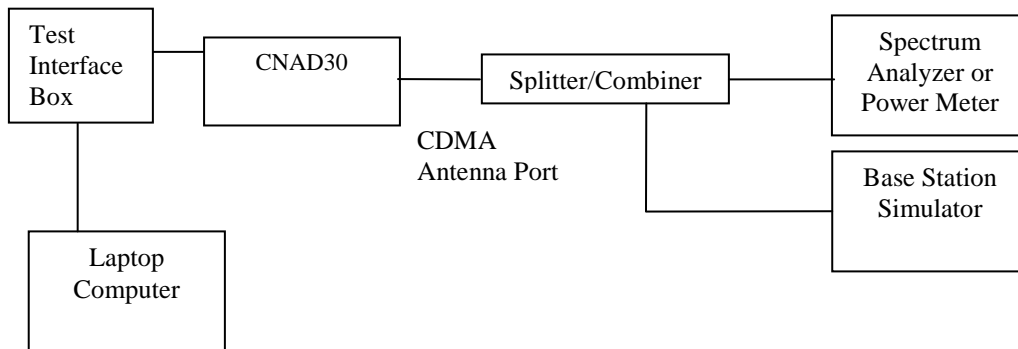 Test
Interface
Box
CNAD30
Splitter/Combiner
Spectrum
Analyzer or
Power Meter
CDMA
Antenna Port
Base Station
Simulator
Laptop
Computer